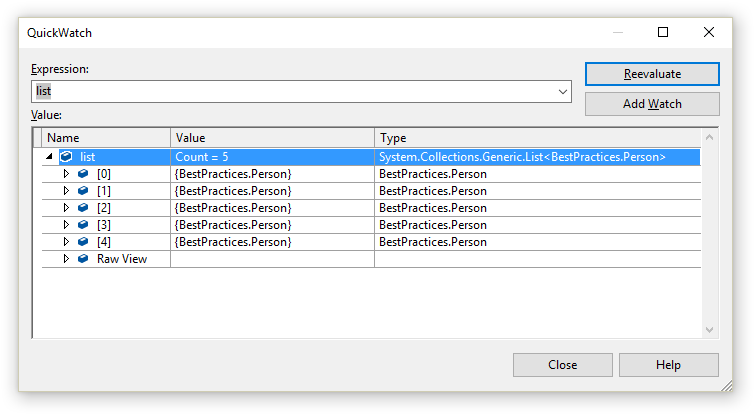 QuickWatch
Expression:
Reevaluate
list
Add Watch
Value:
Name Value Type
list Count = 5 System.Collections.Generic.List<BestPractices.Person>
[0] {BestPractices.Person} BestPractices.Person
[1] {BestPractices.Person} BestPractices.Person
[2] {BestPractices.Person} BestPractices.Person
[3] {BestPractices.Person} BestPractices.Person
[4] {BestPractices.Person} BestPractices.Person
Raw View
Close Help